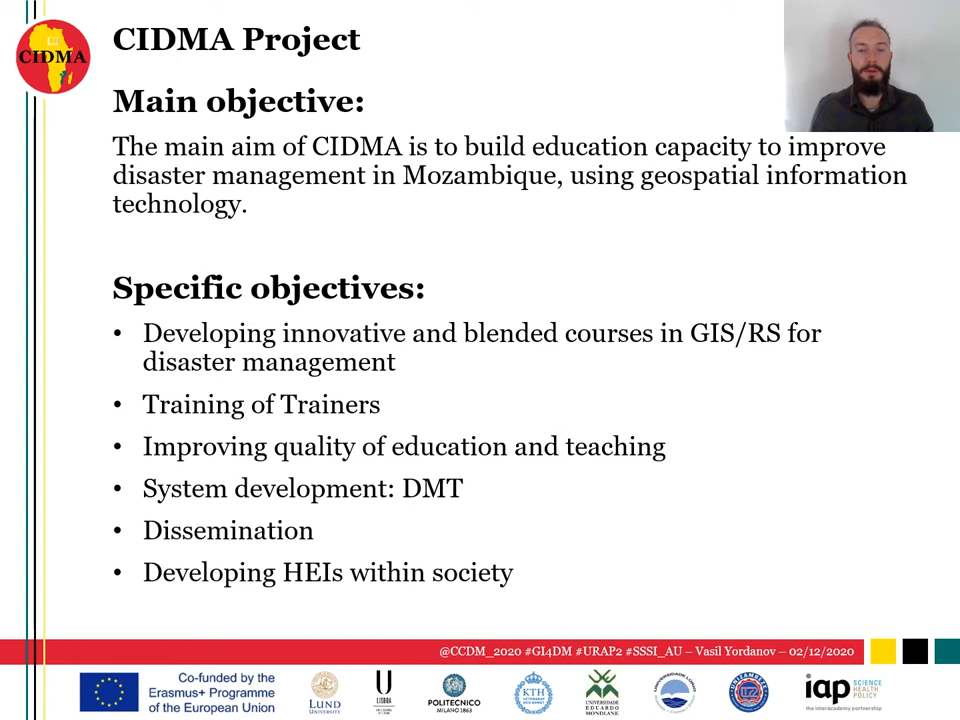 CIDMA
CIDMA Project
Main objective:
The main aim of CIDMA is to build education capacity to improve
disaster management in Mozambique, using geospatial information
technology.
Specific objectives:
• Developing innovative and blended courses in GIS/RS for
disaster management
• Training of Trainers
• Improving quality of education and teaching
• System development: DMT
• Dissemination
• Developing HEIs within society
@CCDM_2020 #GI4DM #URAP2 #SSSI_AU – Vasil Yordanov – 02/12/2020
Co-funded by the
Erasmus+ Programme
of the European Union
LUND
UNIVERSITY
U
LISBOA
POLITECNICO
MILANO 1863
KTH
UNIVERSIDADE
EDUARDO
MONDLANE
UNIVERSIDADE LÚRIO
UNIZAMBEZE
iap SCIENCE
HEALTH
POLICY
the interacademy partnership